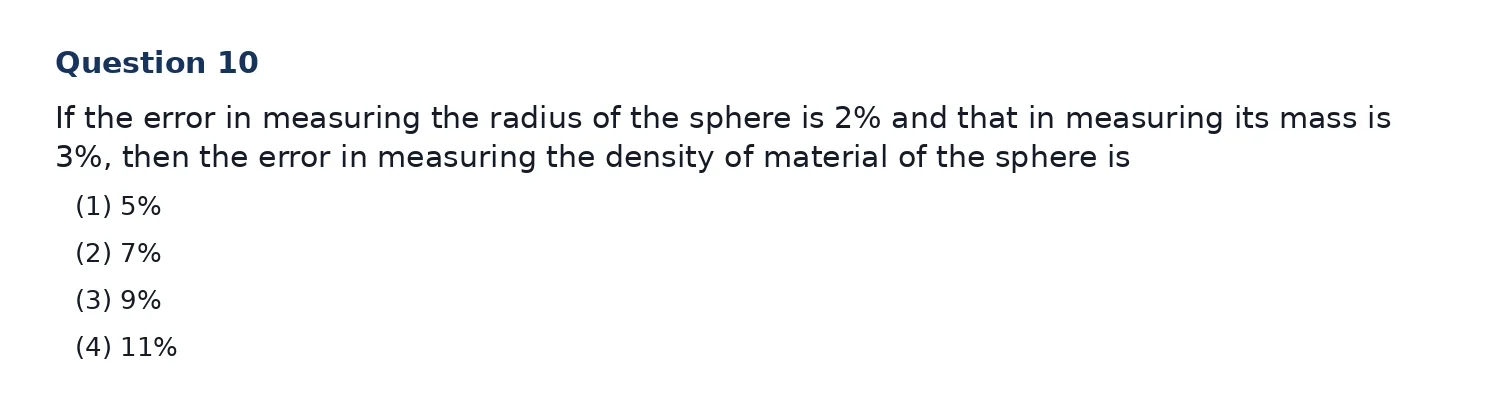 Question 10
If the error in measuring the radius of the sphere is 2% and that in measuring its mass is
3%, then the error in measuring the density of material of the sphere is
(1) 5%
(2) 7%
(3) 9%
(4) 11%